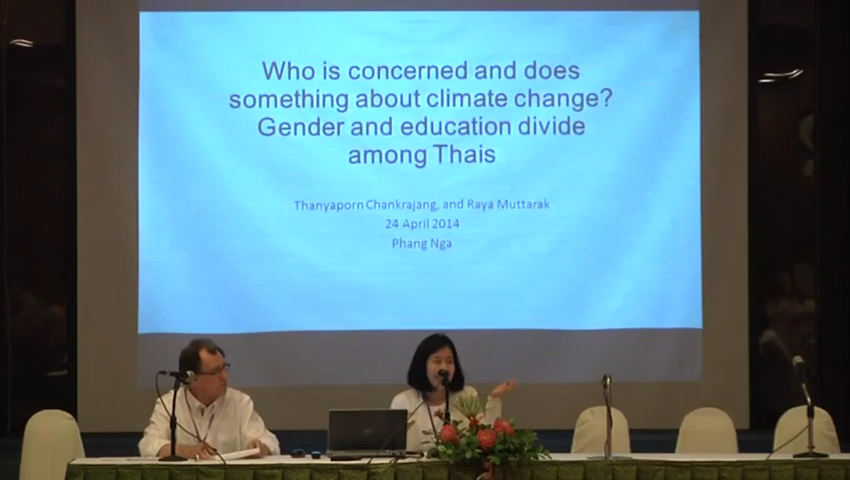 Who is concerned and does
something about climate change?
Gender and education divide
among Thais
Thanyaporn Chankrajang, and Raya Muttarak
24 April 2014
Phang Nga